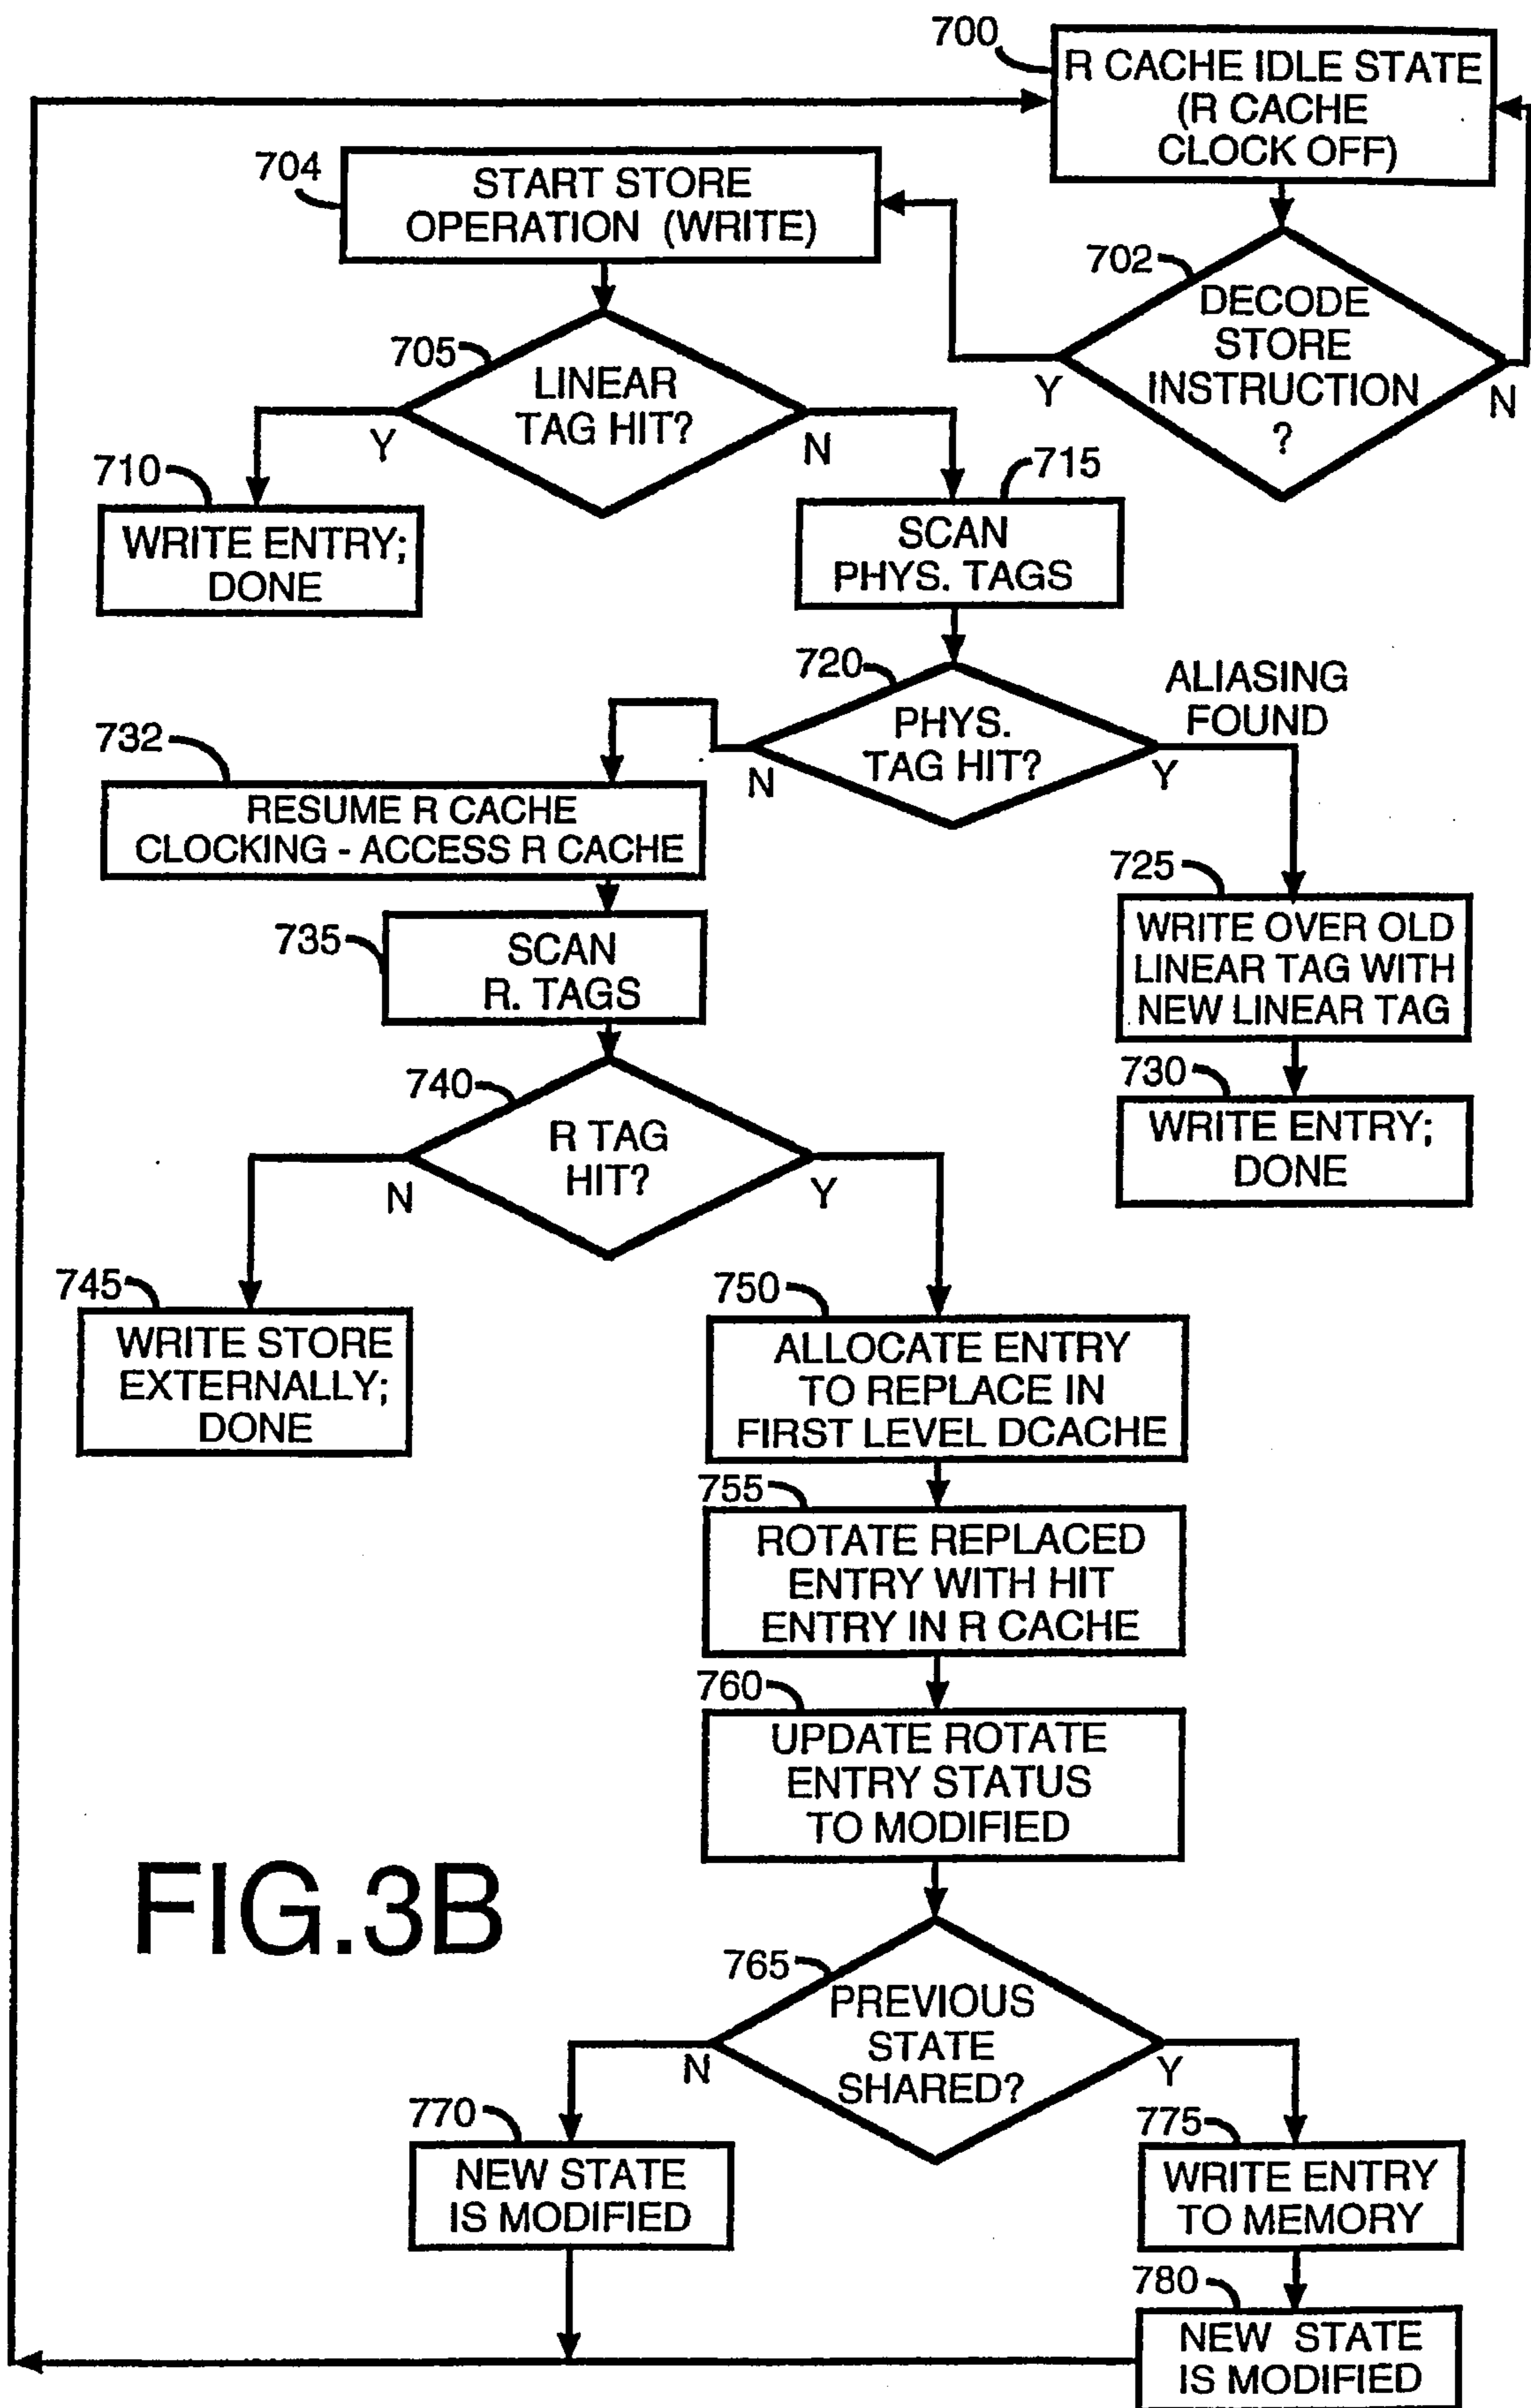 700
R CACHE IDLE STATE
(R CACHE
CLOCK OFF)
704
START STORE
OPERATION (WRITE)
702
DECODE
STORE
INSTRUCTION
?
Y
N
705
LINEAR
TAG HIT?
Y
N
710
WRITE ENTRY;
DONE
715
SCAN
PHYS. TAGS
720
PHYS.
TAG HIT?
N
Y
ALIASING
FOUND
732
RESUME R CACHE
CLOCKING - ACCESS R CACHE
725
WRITE OVER OLD
LINEAR TAG WITH
NEW LINEAR TAG
735
SCAN
R. TAGS
730
WRITE ENTRY;
DONE
740
R TAG
HIT?
N
Y
745
WRITE STORE
EXTERNALLY;
DONE
750
ALLOCATE ENTRY
TO REPLACE IN
FIRST LEVEL DCACHE
755
ROTATE REPLACED
ENTRY WITH HIT
ENTRY IN R CACHE
760
UPDATE ROTATE
ENTRY STATUS
TO MODIFIED
FIG.3B
765
PREVIOUS
STATE
SHARED?
N
Y
770
NEW STATE
IS MODIFIED
775
WRITE ENTRY
TO MEMORY
780
NEW STATE
IS MODIFIED